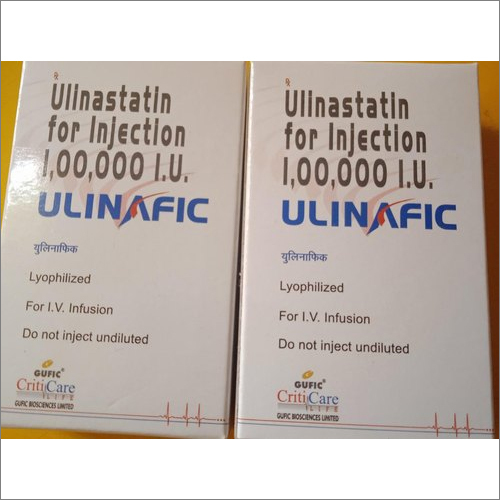 ℞
Ulinastatin
for Injection
1,00,000 I.U.
ULINAFIC
युलिनाफिक
Lyophilized
For I.V. Infusion
Do not inject undiluted
GUFIC®
CritiCare
LIFE
GUFIC BIOSCIENCES LIMITED
℞
Ulinastatin
for Injection
1,00,000 I.U.
ULINAFIC
युलिनाफिक
Lyophilized
For I.V. Infusion
Do not inject undiluted
GUFIC®
CritiCare
LIFE
GUFIC BIOSCIENCES LIMITED